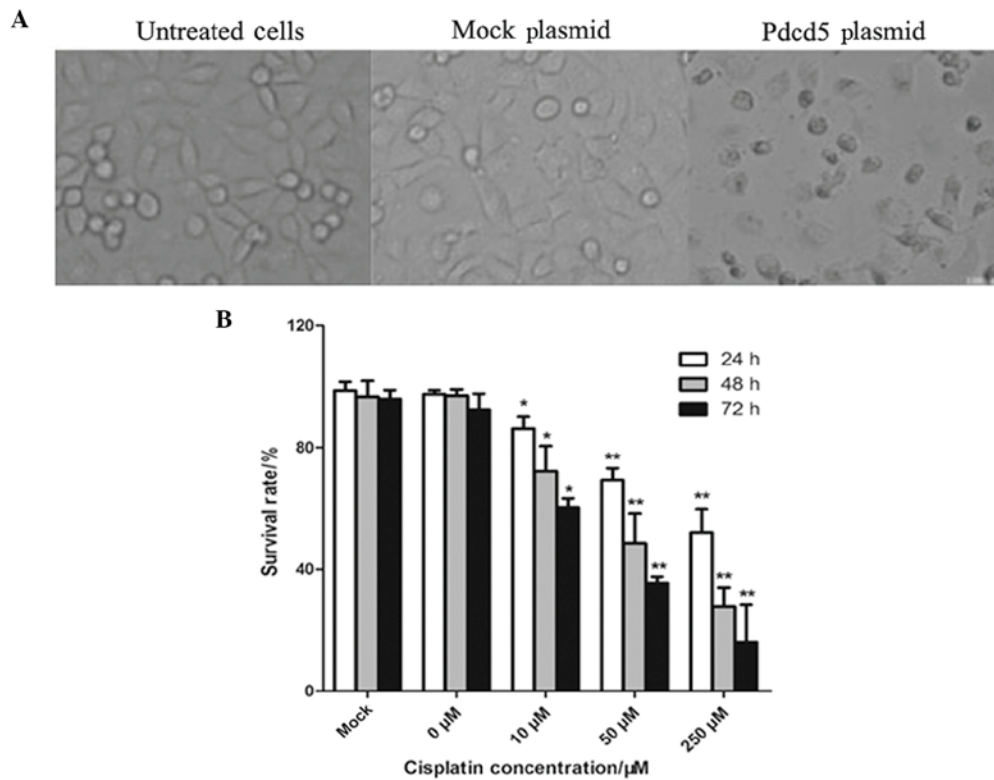 A
Untreated cells
Mock plasmid
Pdcd5 plasmid
B
120
80
40
0
Survival rate/%
24 h
48 h
72 h
*
*
*
**
**
**
**
**
**
Mock
0 μM
10 μM
50 μM
250 μM
Cisplatin concentration/μM